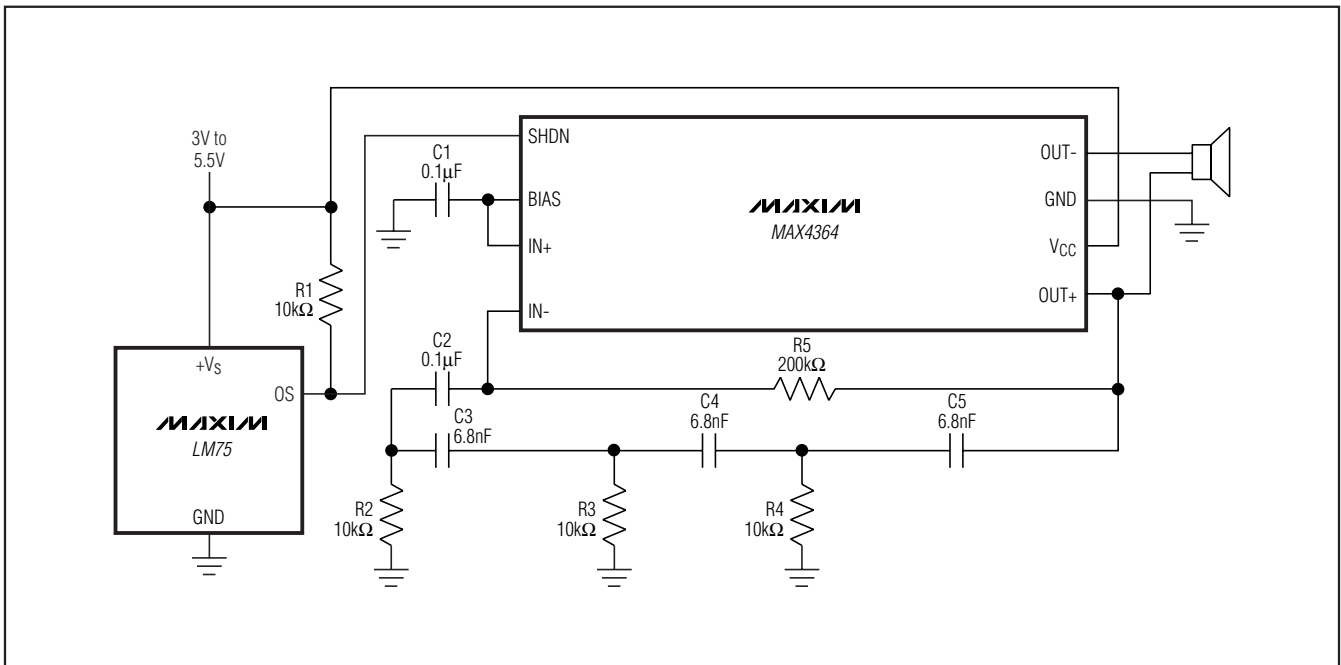 3V to
5.5V
R1
10kΩ
+VS
OS
MAXIM
LM75
GND
C1
0.1µF
SHDN
BIAS
IN+
IN-
MAXIM
MAX4364
OUT-
GND
VCC
OUT+
C2
0.1µF
R5
200kΩ
C3
6.8nF
C4
6.8nF
C5
6.8nF
R2
10kΩ
R3
10kΩ
R4
10kΩ